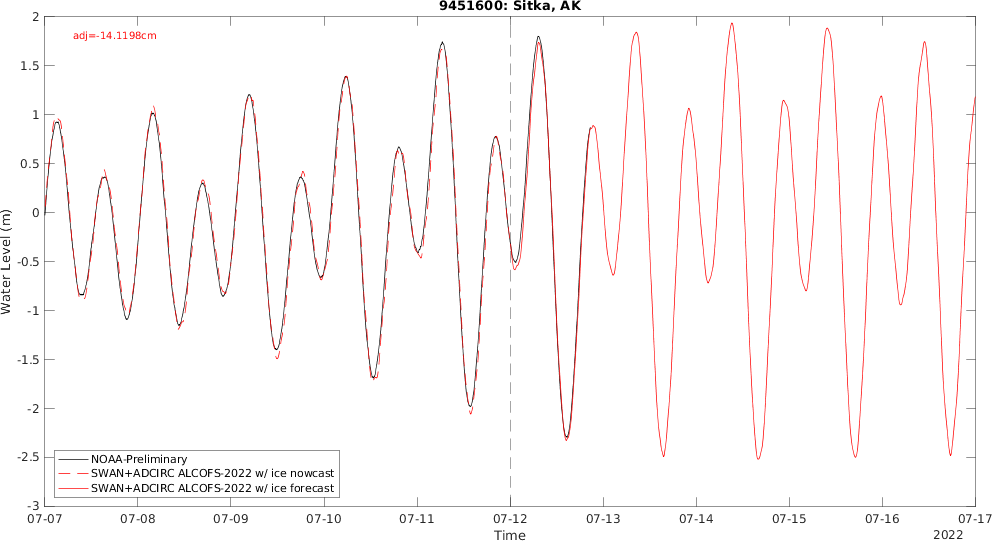 9451600: Sitka, AK
adj=-14.1198cm
2
1.5
1
0.5
0
-0.5
-1
-1.5
-2
-2.5
-3
Water Level (m)
NOAA-Preliminary
SWAN+ADCIRC ALCOFS-2022 w/ ice nowcast
SWAN+ADCIRC ALCOFS-2022 w/ ice forecast
07-07 07-08 07-09 07-10 07-11 07-12 07-13 07-14 07-15 07-16 07-17
Time
2022